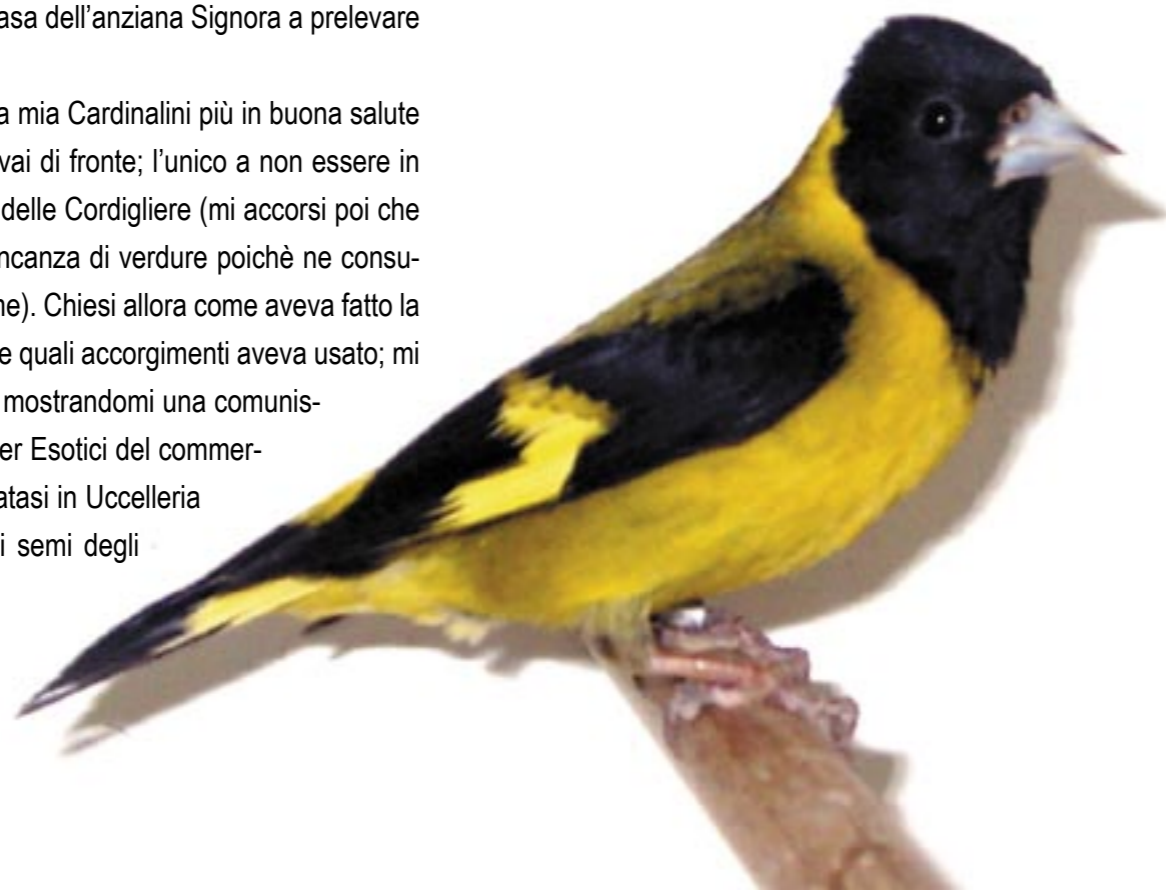 asa dell’anziana Signora a prelevare
a mia Cardinalini più in buona salute
vai di fronte; l’unico a non essere in
delle Cordigliere (mi accorsi poi che
ncanza di verdure poichè ne consu-
ne). Chiesi allora come aveva fatto la
e quali accorgimenti aveva usato; mi
mostrandomi una comunis-
er Esotici del commer-
atasi in Uccelleria
i semi degli